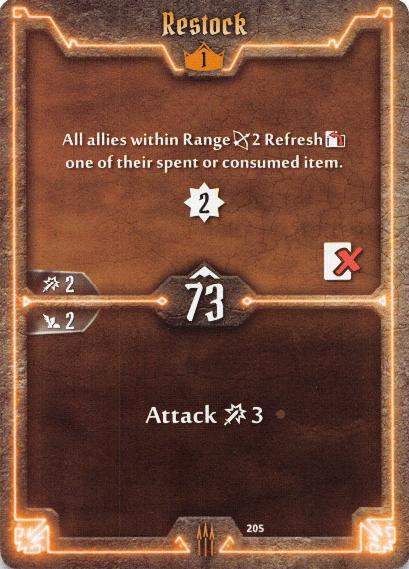 Restock
1
All allies within Range 2 Refresh
one of their spent or consumed item.
2
2
73
2
Attack 3
205